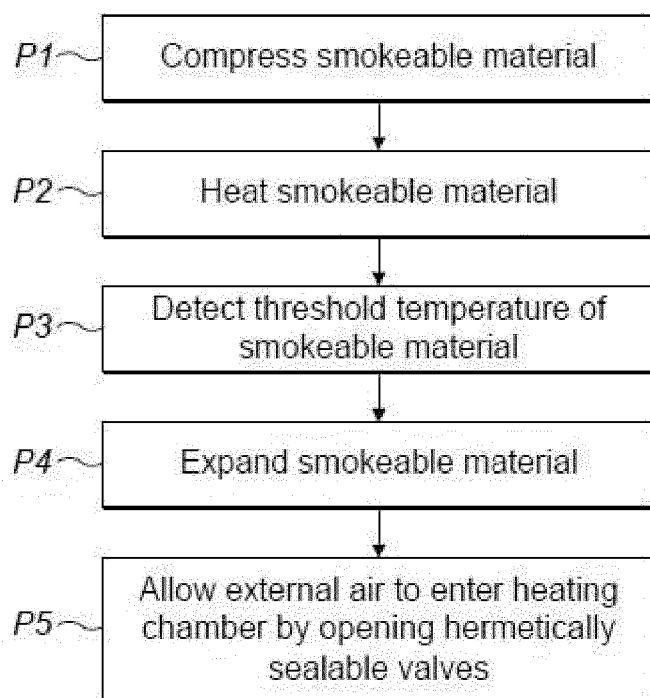 P1
Compress smokeable material
P2
Heat smokeable material
P3
Detect threshold temperature of
smokeable material
P4
Expand smokeable material
P5
Allow external air to enter heating
chamber by opening hermetically
sealable valves